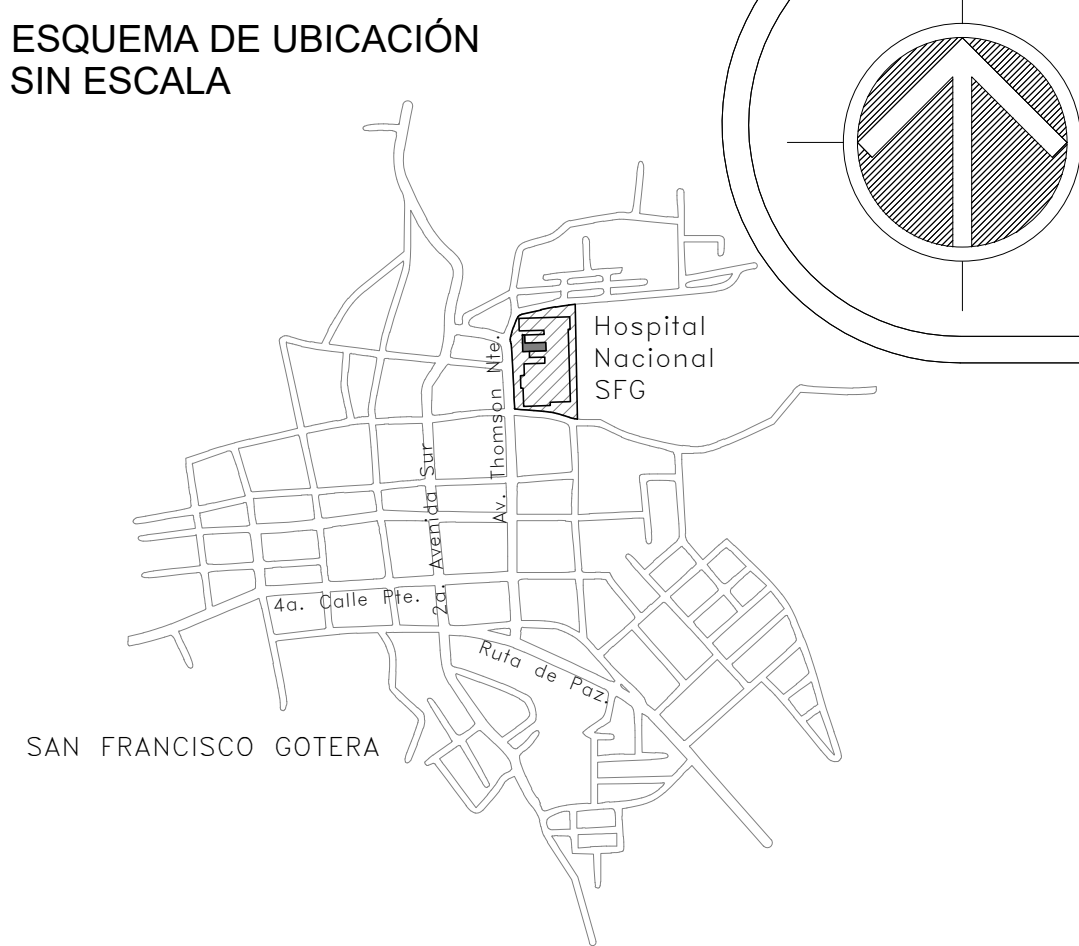 ESQUEMA DE UBICACIÓN
SIN ESCALA
Hospital
Nacional
SFG
Av. Thomson Nte.
2a. Avenida Sur
4a. Calle Pte.
Ruta de Paz.
SAN FRANCISCO GOTERA